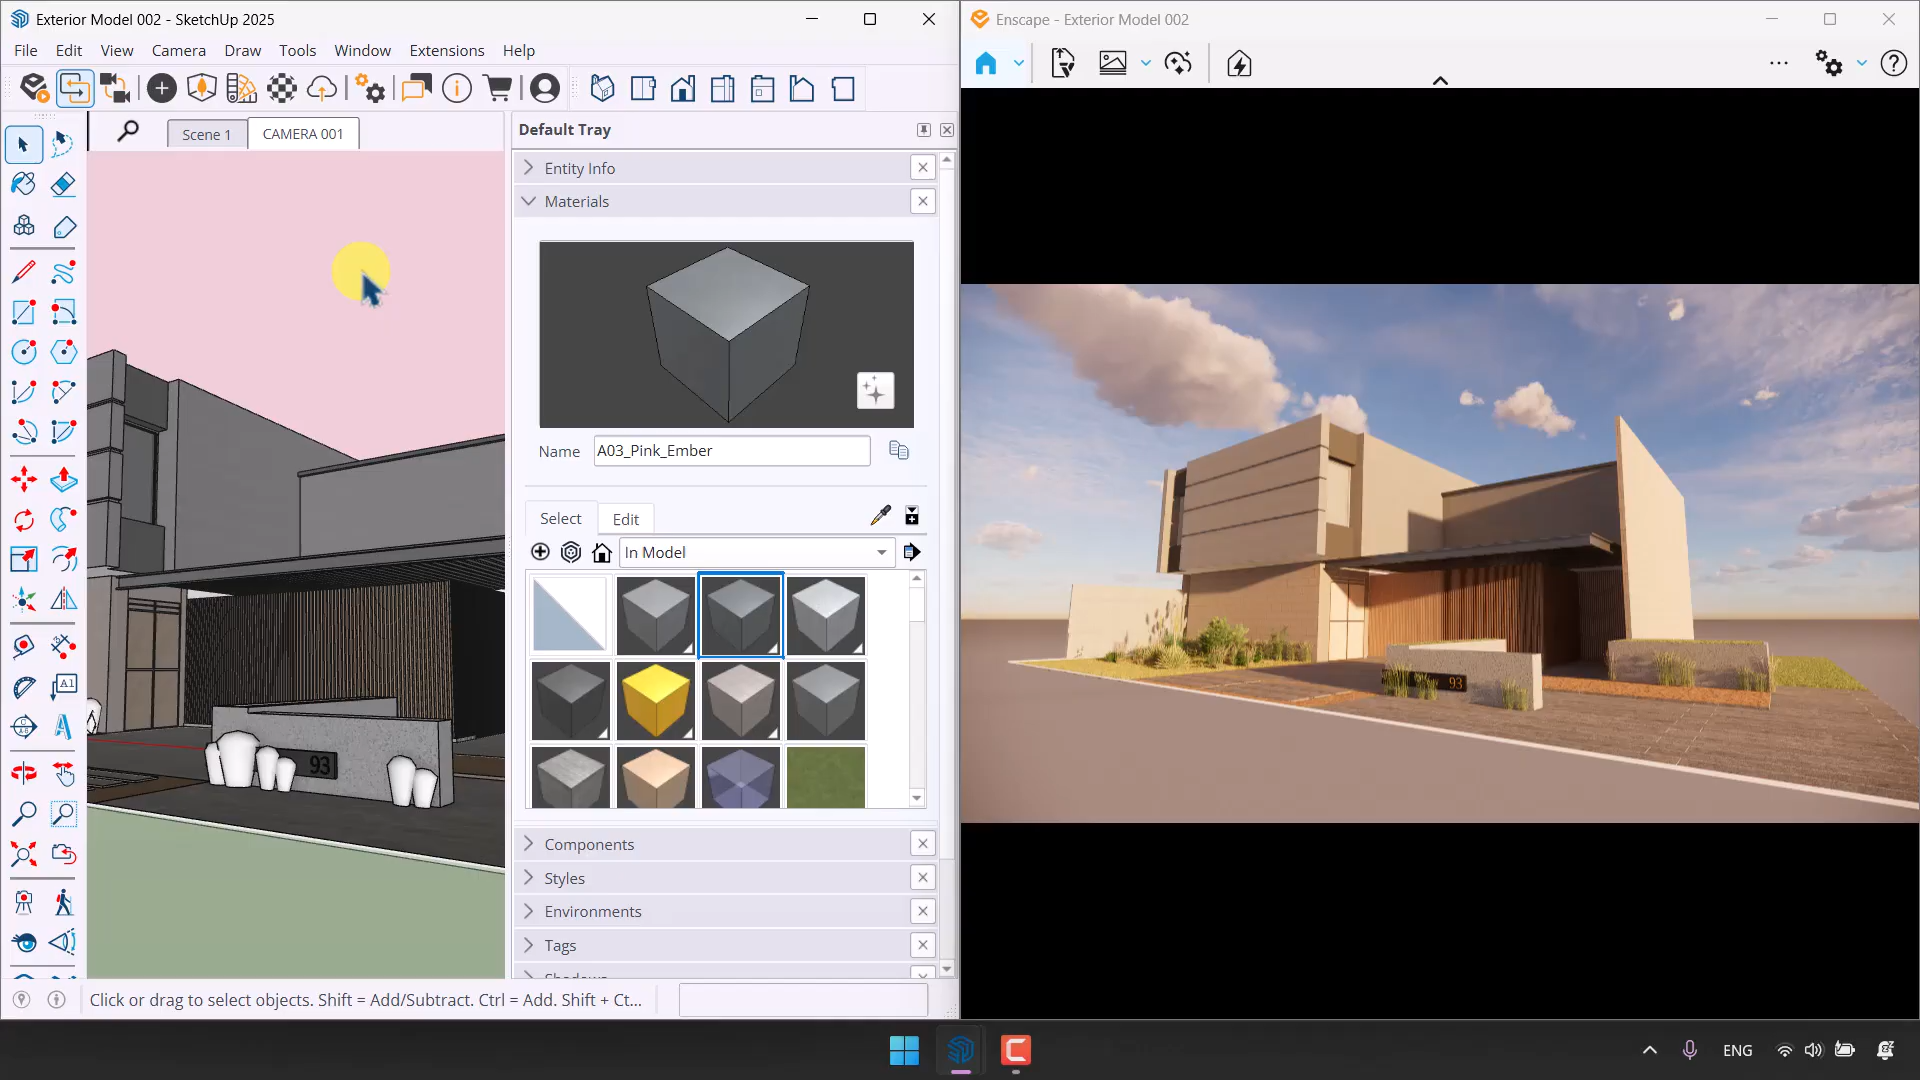 Exterior Model 002 - SketchUp 2025
File Edit View Camera Draw Tools Window Extensions Help
Scene 1
CAMERA 001
Default Tray
Entity Info
Materials
Name A03_Pink_Ember
Select Edit
In Model
Components
Styles
Environments
Tags
Shadows
A1
93
Click or drag to select objects. Shift = Add/Subtract. Ctrl = Add. Shift + Ct...
Enscape - Exterior Model 002
93
ENG